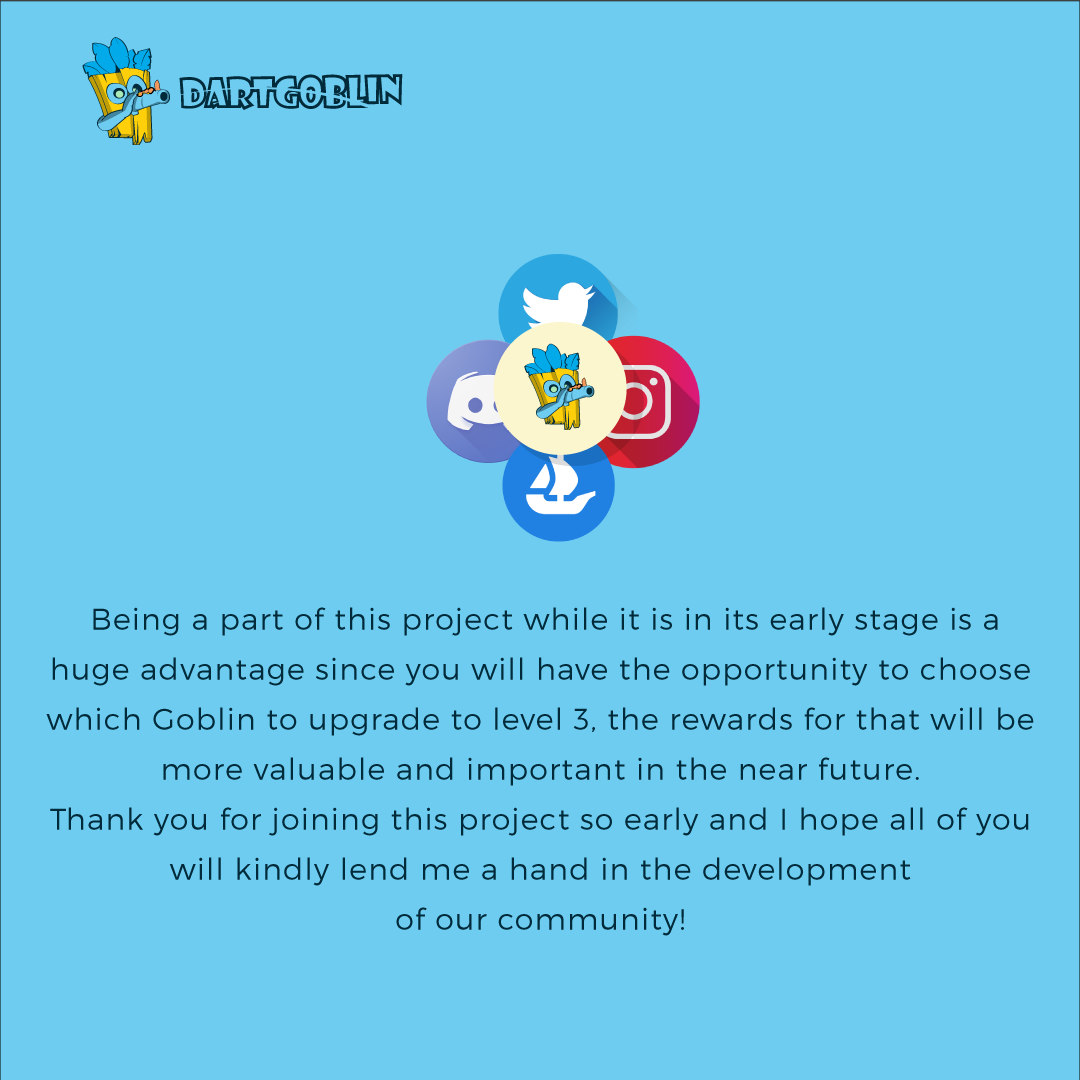 DARTGOBLIN
Being a part of this project while it is in its early stage is a
huge advantage since you will have the opportunity to choose
which Goblin to upgrade to level 3, the rewards for that will be
more valuable and important in the near future.
Thank you for joining this project so early and I hope all of you
will kindly lend me a hand in the development
of our community!